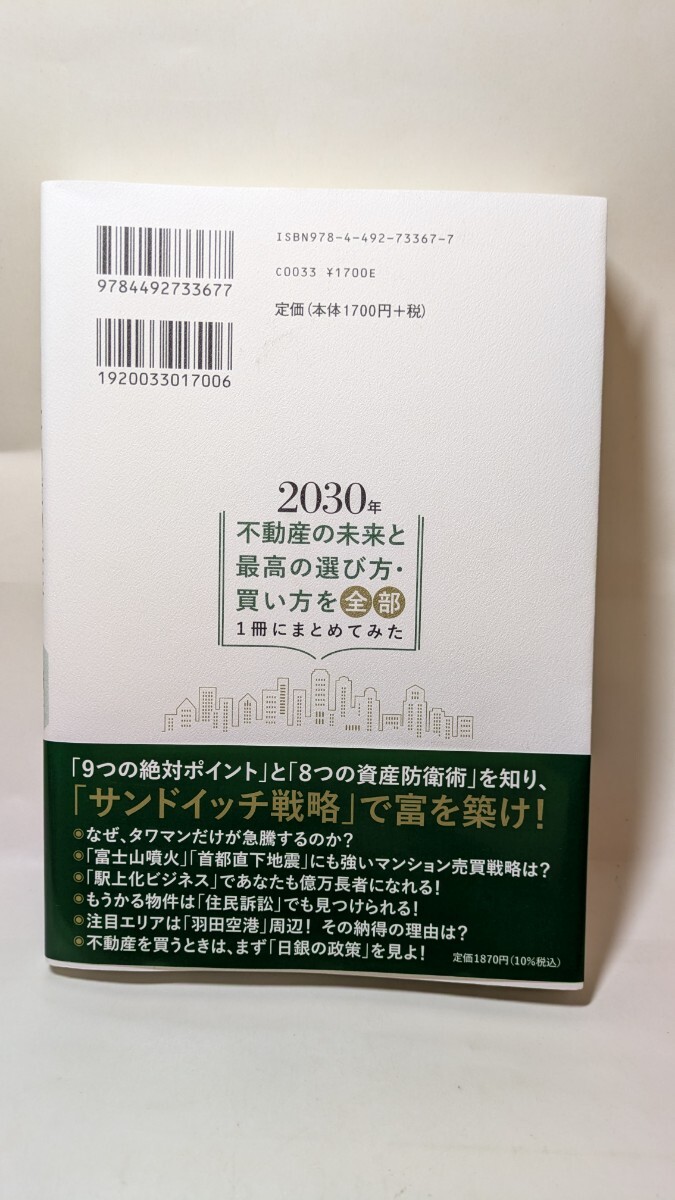 ISBN978-4-492-73367-7
9784492733677
C0033 ¥1700E
定価(本体1700円+税)
1920033017006
2030年
不動産の未来と
最高の選び方・
買い方を全部
1冊にまとめてみた
「9つの絶対ポイント」と「8つの資産防衛術」を知り、
「サンドイッチ戦略」で富を築け!
なぜ、タワマンだけが急騰するのか?
「富士山噴火」「首都直下地震」にも強いマンション売買戦略は?
「駅上化ビジネス」であなたも億万長者になれる!
もうかる物件は「住民訴訟」でも見つけられる!
注目エリアは「羽田空港」周辺! その納得の理由は?
不動産を買うときは、まず「日銀の政策」を見よ!
定価1870円(10%税込)